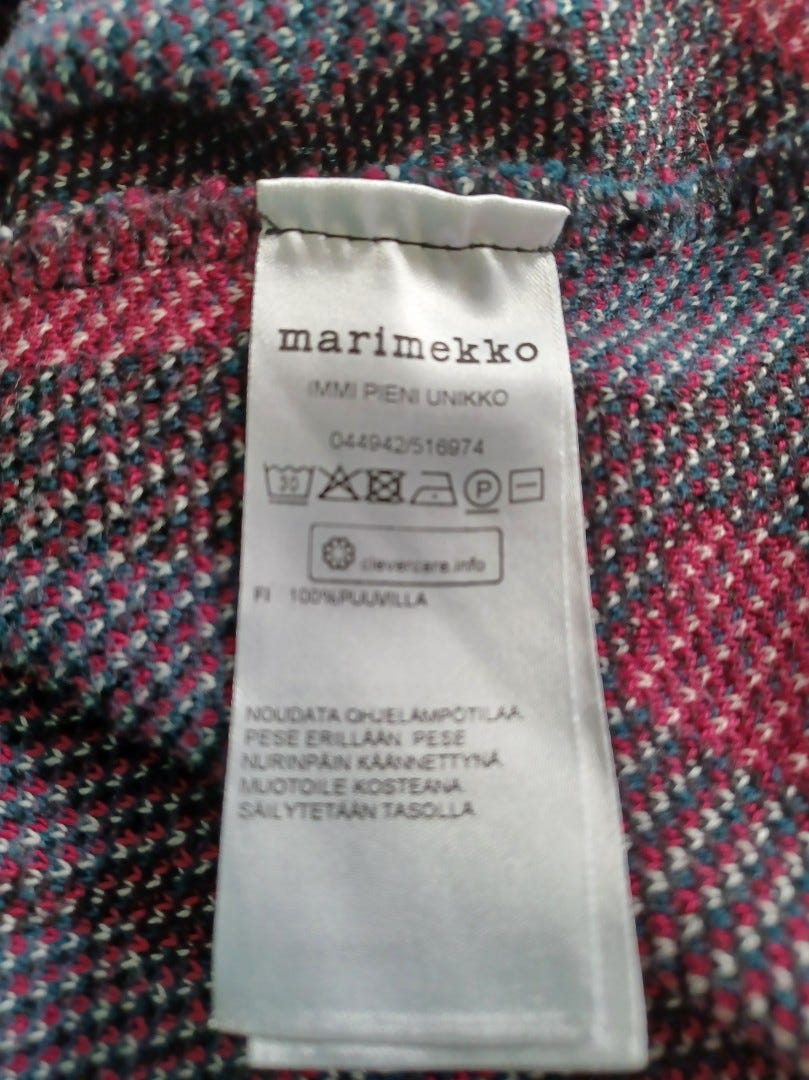 marimekko
IMMI PIENI UNIKKO
044942/516974
30 P
clevercare.info
FI 100%PUUVILLA
NOUDATA OHJELÄMPÖTILAA
PESE ERILLÄÄN PESE
NURINPÄIN KÄÄNNETTYNÄ
MUOTOILE KOSTEANA
SÄILYTETÄÄN TASOLLA